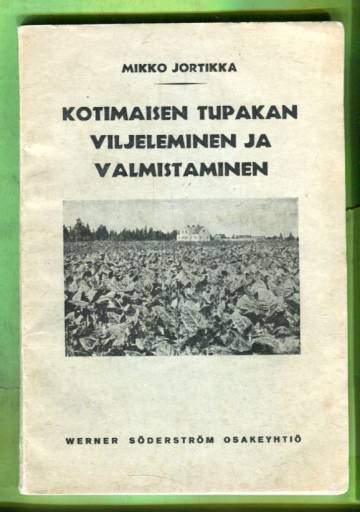 MIKKO JORTIKKA
KOTIMAISEN TUPAKAN
VILJELEMINEN JA
VALMISTAMINEN
WERNER SÖDERSTRÖM OSAKEYHTIÖ